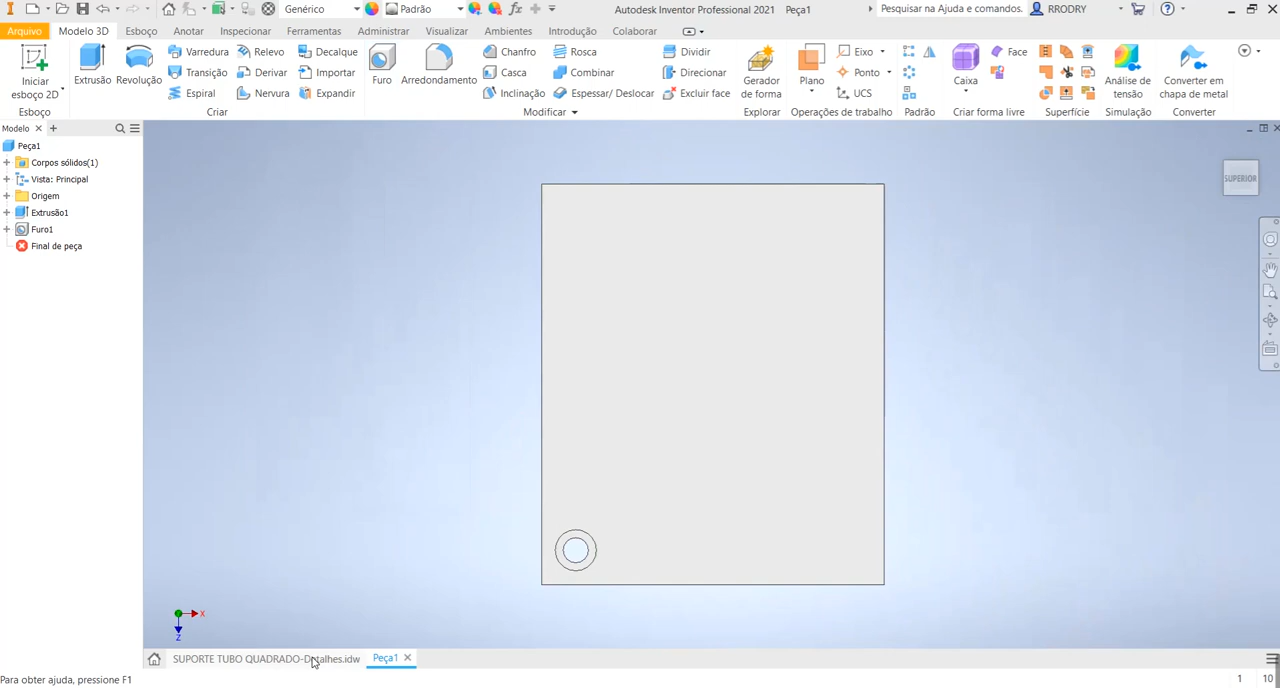 Genérico
Padrão
Autodesk Inventor Professional 2021 Peça1
Pesquisar na Ajuda e comandos.
RRODRY
Arquivo
Modelo 3D
Esboço
Anotar
Inspecionar
Ferramentas
Administrar
Visualizar
Ambientes
Introdução
Colaborar
Iniciar
esboço 2D
Esboço
Extrusão
Revolução
Varredura
Transição
Espiral
Relevo
Derivar
Nervura
Decalque
Importar
Expandir
Criar
Furo
Arredondamento
Chanfro
Casca
Inclinação
Rosca
Combinar
Espessar/ Deslocar
Dividir
Direcionar
Excluir face
Modificar
Gerador
de forma
Explorar
Plano
Eixo
Ponto
UCS
Operações de trabalho
Padrão
Caixa
Face
Criar forma livre
Superfície
Análise de
tensão
Simulação
Converter em
chapa de metal
Converter
Modelo
Peça1
Corpos sólidos(1)
Vista: Principal
Origem
Extrusão1
Furo1
Final de peça
SUPERIOR
X
Z
SUPORTE TUBO QUADRADO-Detalhes.idw
Peça1
Para obter ajuda, pressione F1
1
10